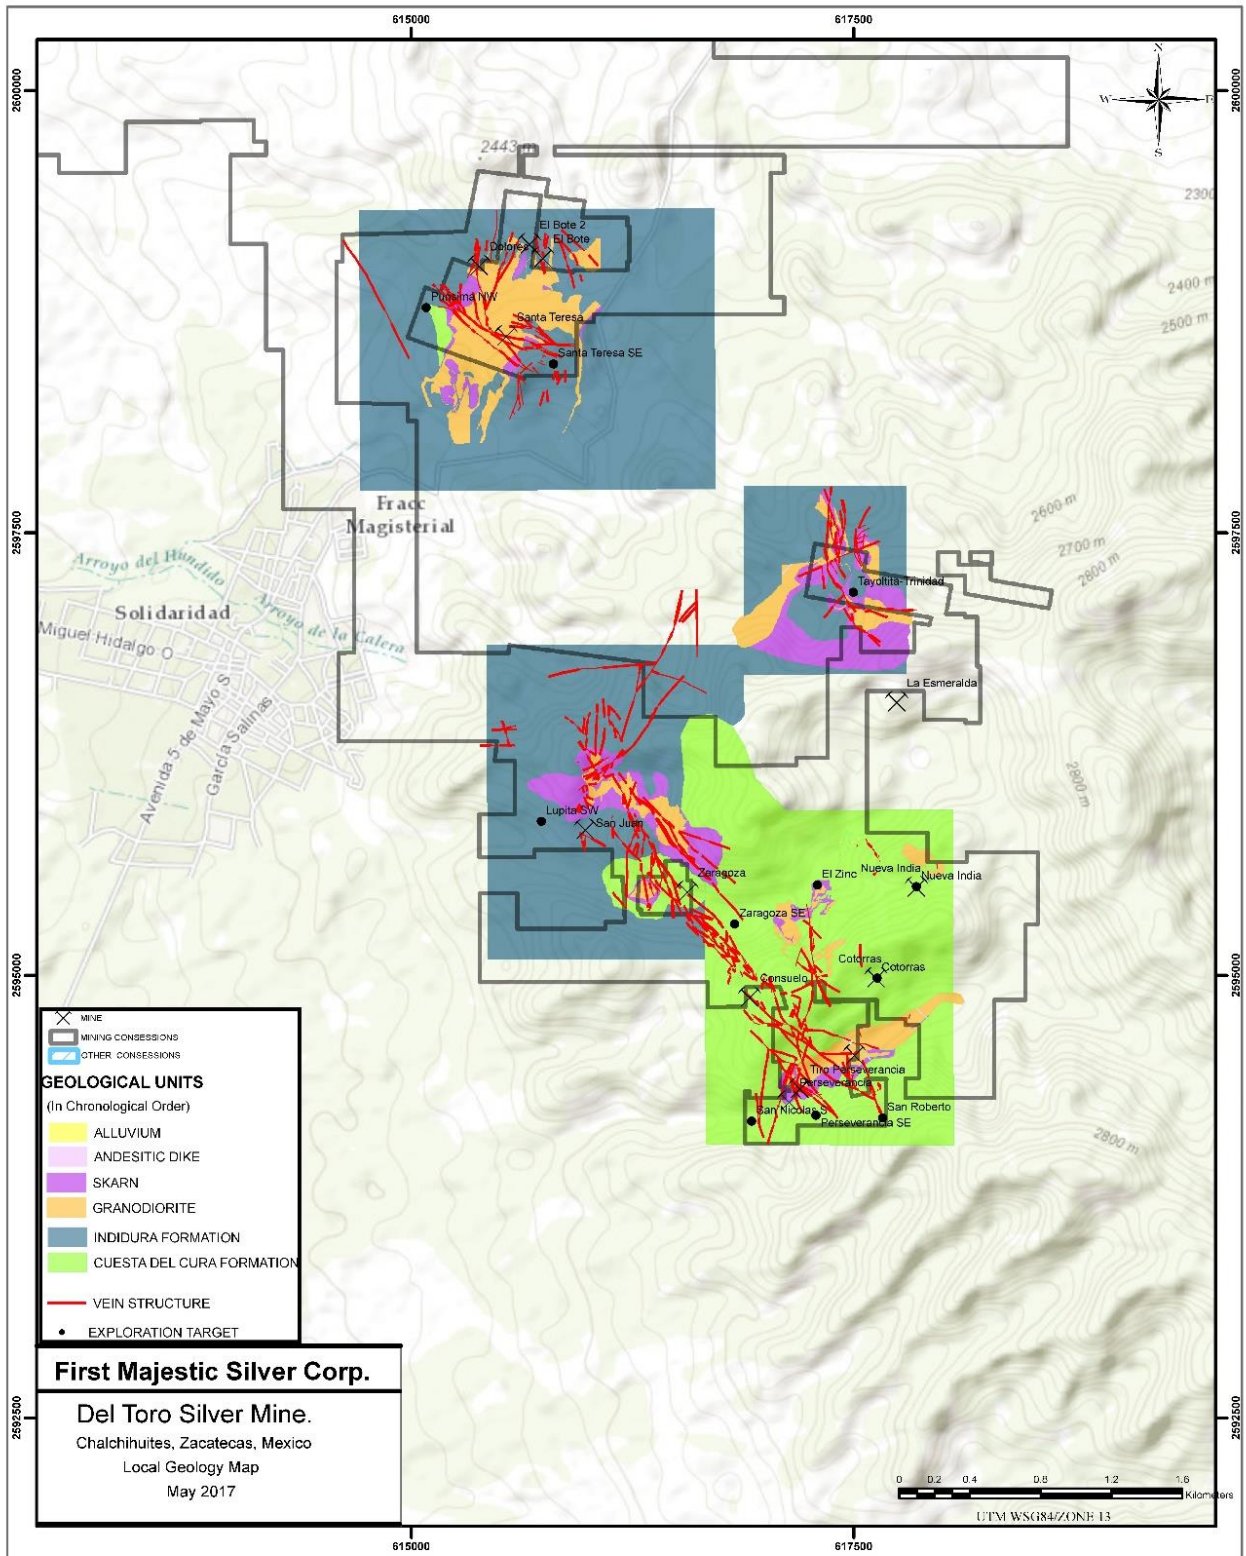 615000
617500
2600000
2600000
N
W
E
S
2443 m
2300
El Bote 2
El Bote
Dolores
2400 m
Purisima NW
2500 m
Santa Teresa
Santa Teresa SE
Fracc
Magisterial
2600 m
2597500
2597500
2700 m
Arroyo del Hundido
2800 m
Tayoltita-Trinidad
Solidaridad
Arroyo de la Calera
Miguel Hidalgo O
La Esmeralda
Avenida 5 de Mayo S
García Salinas
2800 m
Lupita SW
San Juan
Zaragoza
El Zinc
Nueva India
Nueva India
Zaragoza SE
Cotorras
Cotorras
2595000
2595000
Consuelo
Tiro Perseverancia
Perseverancia
San Nicolas S
San Roberto
Perseverancia SE
2800 m
MINE
MINING CONSESSIONS
OTHER CONSESSIONS
GEOLOGICAL UNITS
(In Chronological Order)
ALLUVIUM
ANDESITIC DIKE
SKARN
GRANODIORITE
INDIDURA FORMATION
CUESTA DEL CURA FORMATION
VEIN STRUCTURE
EXPLORATION TARGET
First Majestic Silver Corp.
Del Toro Silver Mine.
Chalchihuites, Zacatecas, Mexico
Local Geology Map
May 2017
2592500
2592500
0 0.2 0.4 0.8 1.2 1.6
Kilometers
UTM WSG84/ZONE 13
615000
617500